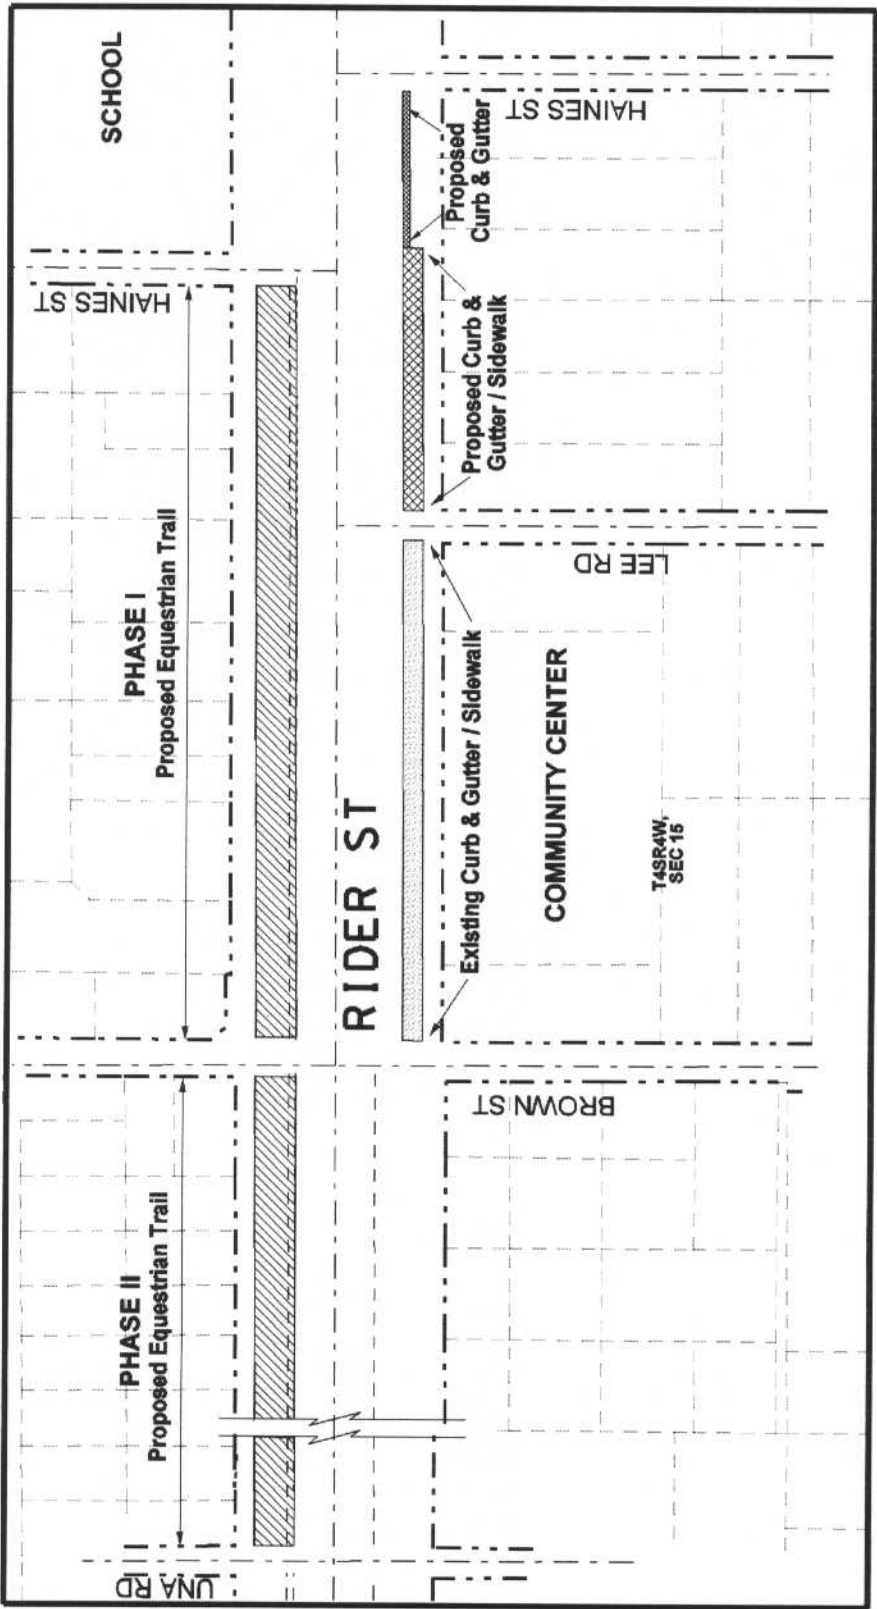 SCHOOL
HAINES ST
PHASE I
Proposed Equestrian Trail
PHASE II
Proposed Equestrian Trail
UNA RD
RIDER ST
Proposed
Curb & Gutter
HAINES ST
Proposed Curb &
Gutter / Sidewalk
LEE RD
Existing Curb & Gutter / Sidewalk
COMMUNITY CENTER
T4SR4W,
SEC 15
BROWN ST